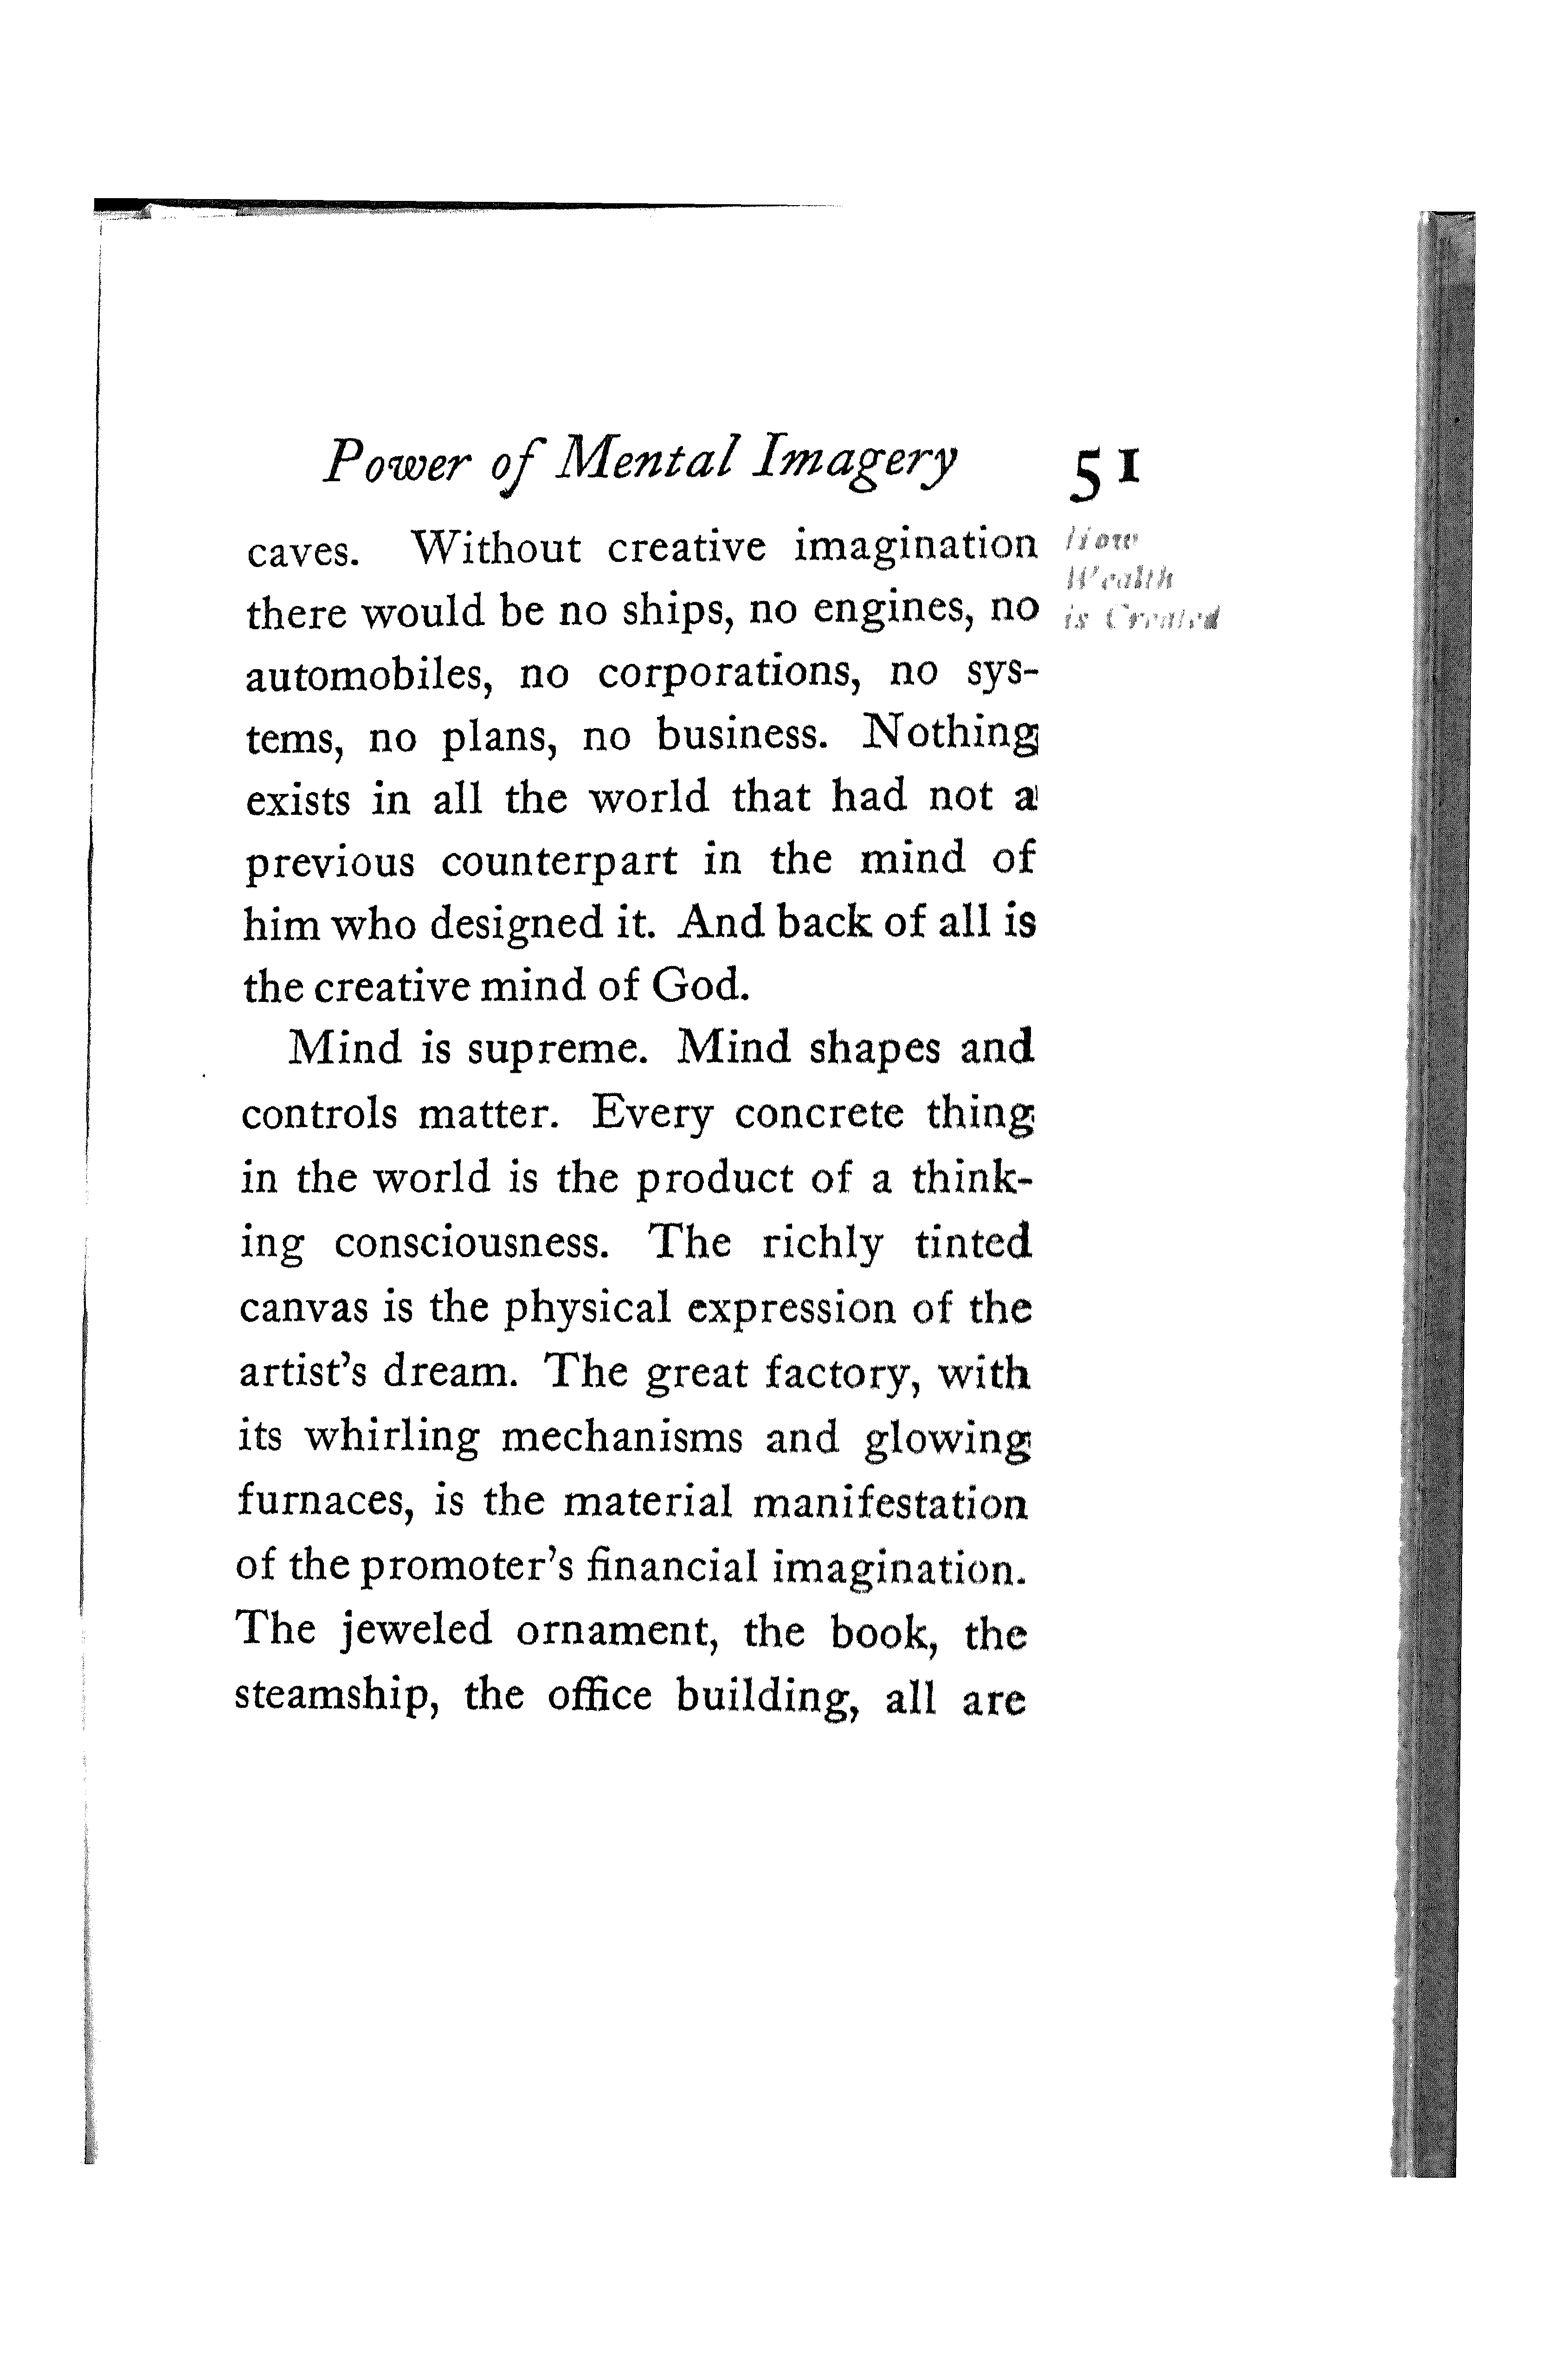 Power of Mental Imagery 51
How
Wealth
is Created
caves. Without creative imagination
there would be no ships, no engines, no
automobiles, no corporations, no sys-
tems, no plans, no business. Nothing
exists in all the world that had not a
previous counterpart in the mind of
him who designed it. And back of all is
the creative mind of God.
Mind is supreme. Mind shapes and
controls matter. Every concrete thing
in the world is the product of a think-
ing consciousness. The richly tinted
canvas is the physical expression of the
artist's dream. The great factory, with
its whirling mechanisms and glowing
furnaces, is the material manifestation
of the promoter's financial imagination.
The jeweled ornament, the book, the
steamship, the office building, all are